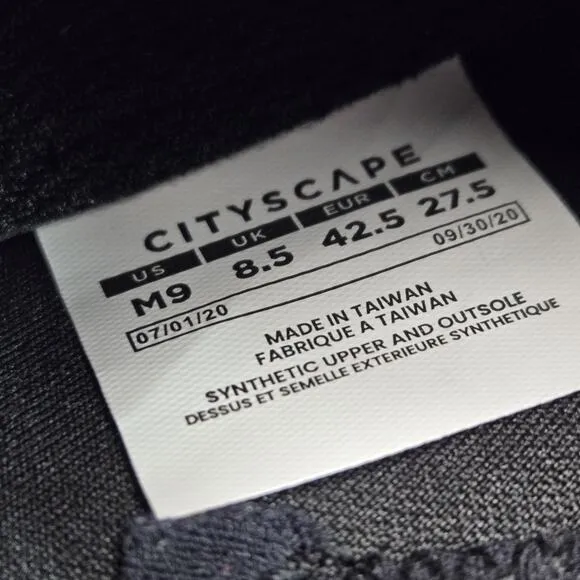 CITYSCAPE
US UK EUR CM
M9 8.5 42.5 27.5
07/01/20 09/30/20
MADE IN TAIWAN
FABRIQUE A TAIWAN
SYNTHETIC UPPER AND OUTSOLE
DESSUS ET SEMELLE EXTERIEURE SYNTHETIQUE